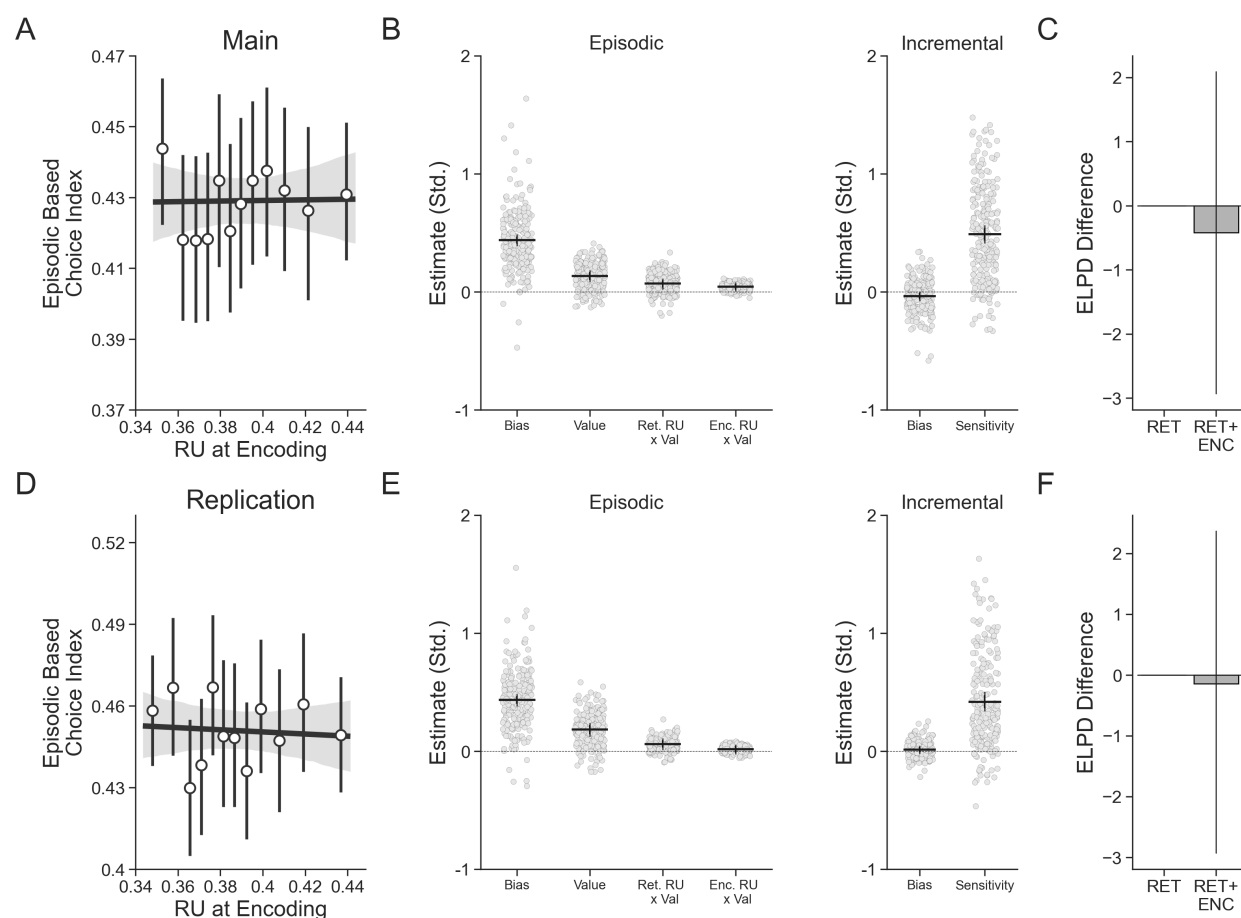 A
Main
Episodic Based
Choice Index
0.47
0.45
0.43
0.41
0.39
0.37
0.34 0.36 0.38 0.4 0.42 0.44
RU at Encoding
B
Episodic
Estimate (Std.)
2
1
0
-1
Bias
Value
Ret. RU
x Val
Enc. RU
x Val
Incremental
Estimate (Std.)
2
1
0
-1
Bias
Sensitivity
C
ELPD Difference
2
1
0
−1
−2
−3
RET
RET+
ENC
D
Replication
Episodic Based
Choice Index
0.52
0.49
0.46
0.43
0.4
0.34 0.36 0.38 0.4 0.42 0.44
RU at Encoding
E
Episodic
Estimate (Std.)
2
1
0
-1
Bias
Value
Ret. RU
x Val
Enc. RU
x Val
Incremental
Estimate (Std.)
2
1
0
-1
Bias
Sensitivity
F
ELPD Difference
2
1
0
−1
−2
−3
RET
RET+
ENC